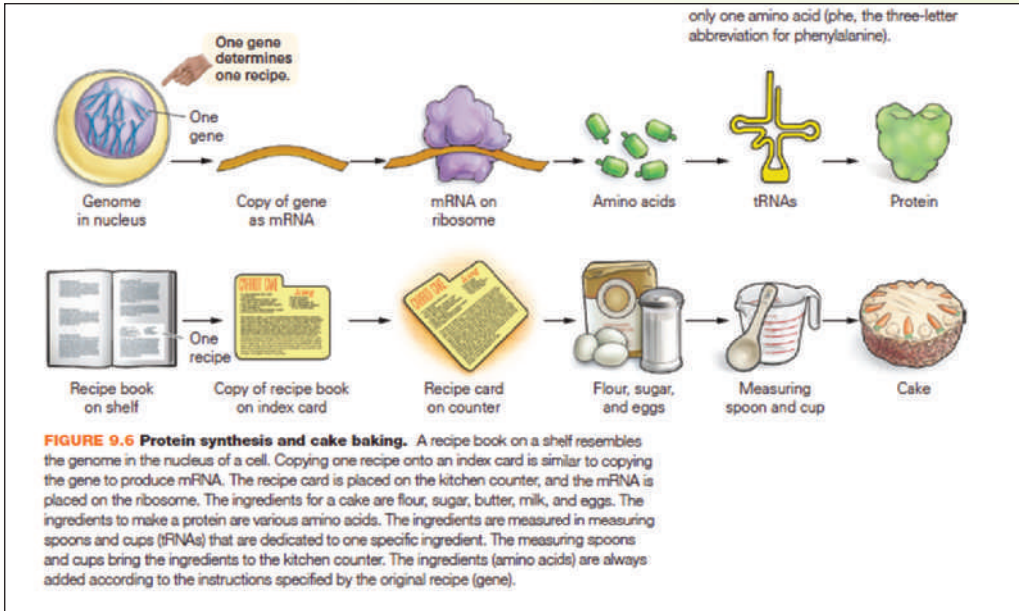 only one amino acid (phe, the three-letter
abbreviation for phenylalanine).
One gene
determines
one recipe.
One
gene
Genome
in nucleus
Copy of gene
as mRNA
mRNA on
ribosome
Amino acids
tRNAs
Protein
CARROT CAKE
CARROT CAKE
One
recipe
Recipe book
on shelf
Copy of recipe book
on index card
Recipe card
on counter
Flour, sugar,
and eggs
Measuring
spoon and cup
Cake
FIGURE 9.6 Protein synthesis and cake baking. A recipe book on a shelf resembles
the genome in the nucleus of a cell. Copying one recipe onto an index card is similar to copying
the gene to produce mRNA. The recipe card is placed on the kitchen counter, and the mRNA is
placed on the ribosome. The ingredients for a cake are flour, sugar, butter, milk, and eggs. The
ingredients to make a protein are various amino acids. The ingredients are measured in measuring
spoons and cups (tRNAs) that are dedicated to one specific ingredient. The measuring spoons
and cups bring the ingredients to the kitchen counter. The ingredients (amino acids) are always
added according to the instructions specified by the original recipe (gene).